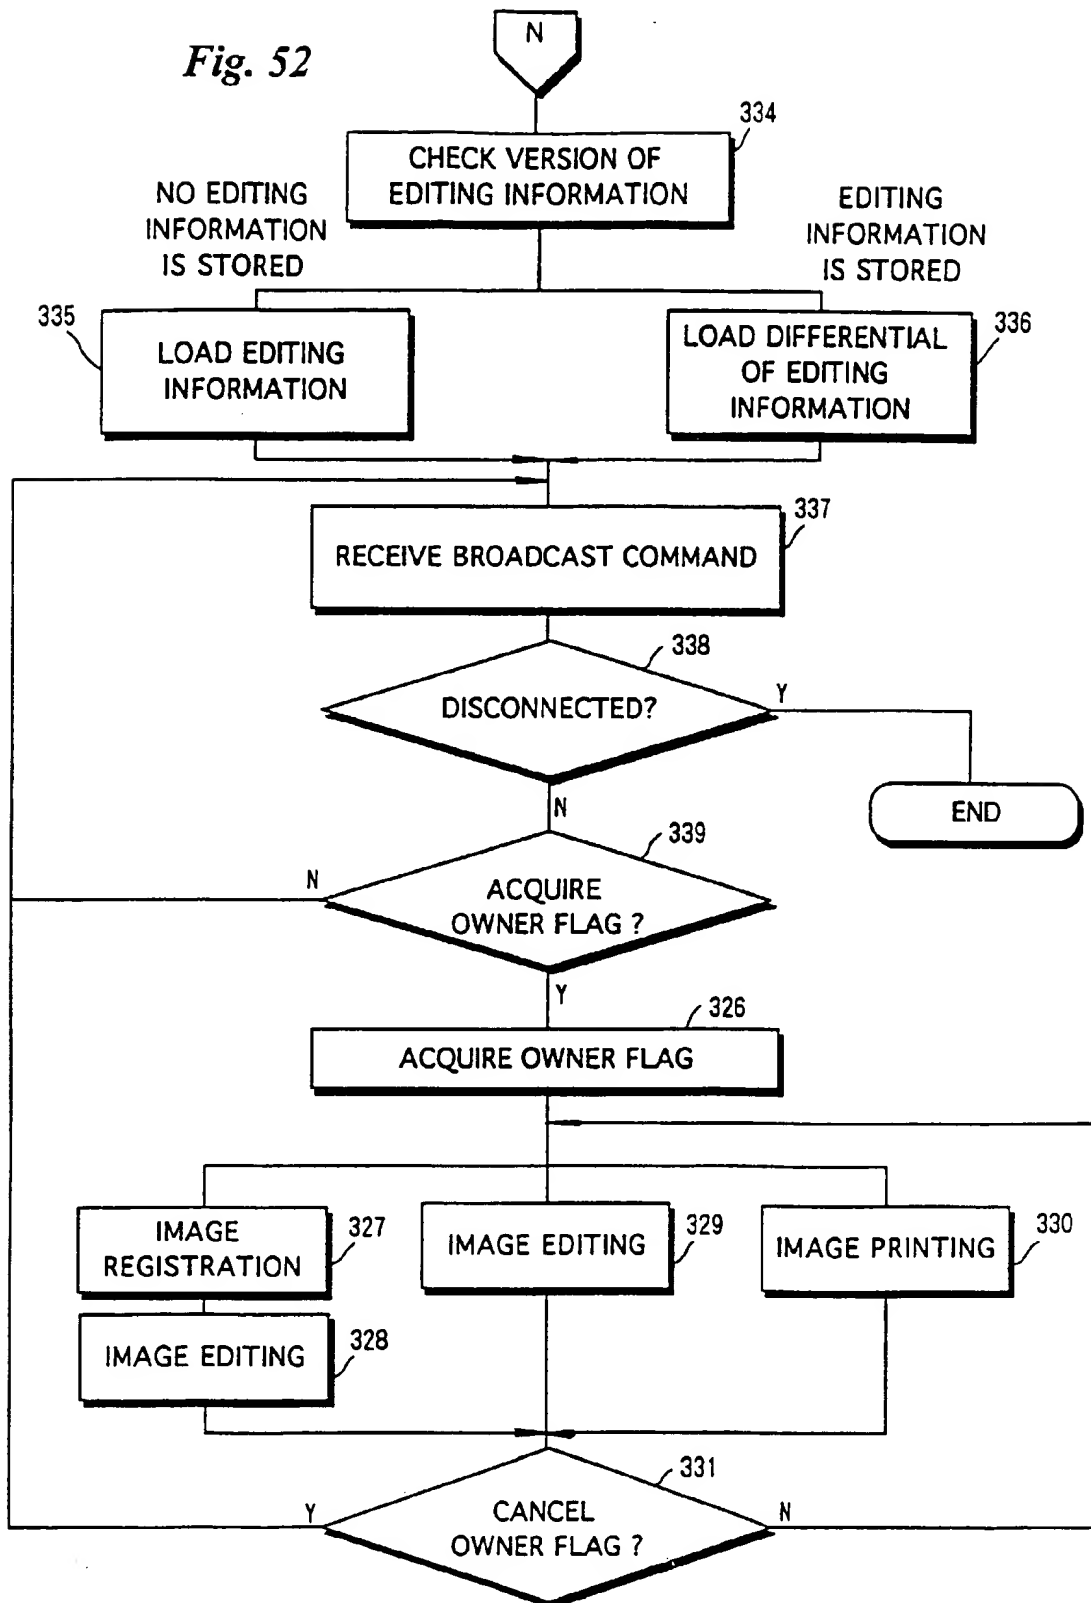 Fig. 52
N
334
CHECK VERSION OF
EDITING INFORMATION
NO EDITING
INFORMATION
IS STORED
EDITING
INFORMATION
IS STORED
335
LOAD EDITING
INFORMATION
336
LOAD DIFFERENTIAL
OF EDITING
INFORMATION
337
RECEIVE BROADCAST COMMAND
338
DISCONNECTED?
Y
END
N
339
ACQUIRE
OWNER FLAG ?
N
Y
326
ACQUIRE OWNER FLAG
IMAGE
REGISTRATION
327
IMAGE EDITING
329
IMAGE PRINTING
330
IMAGE EDITING
328
331
CANCEL
OWNER FLAG ?
Y
N